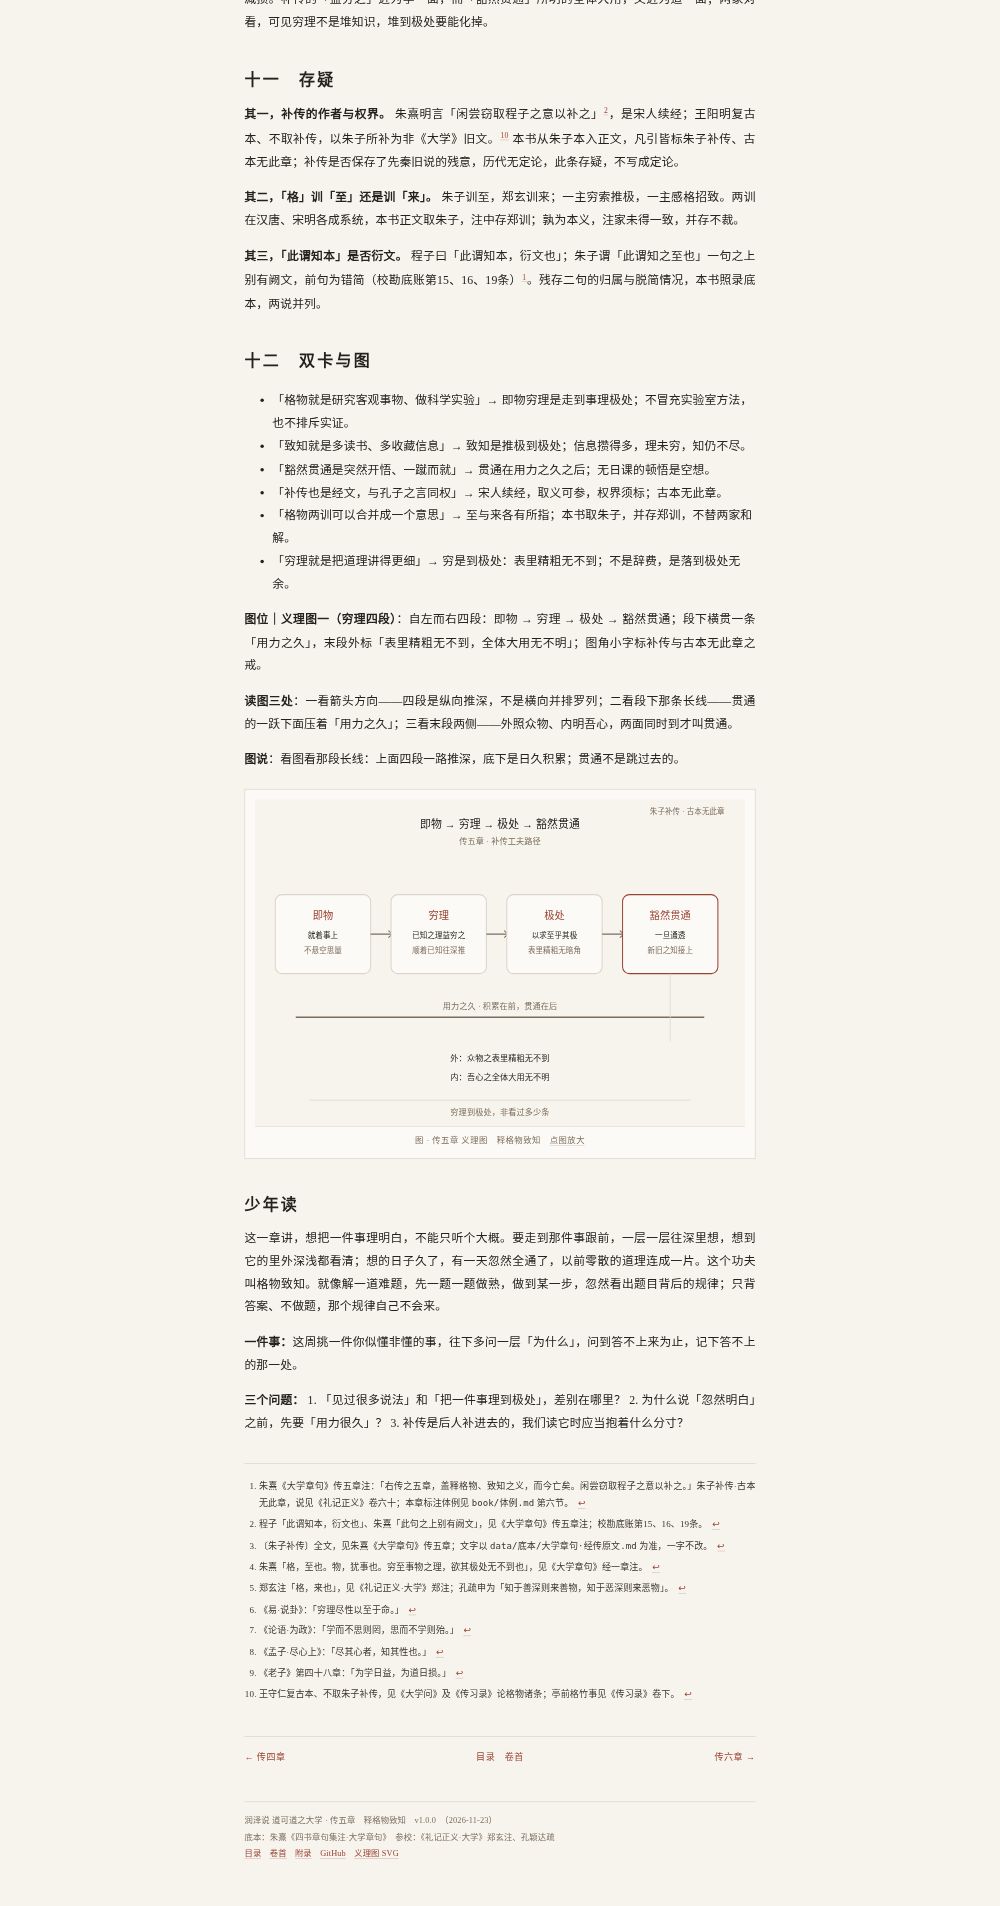 看，可见穷理不是堆知识，堆到极处要能化掉。
十一　存疑
其一，补传的作者与权界。 朱熹明言「闲尝窃取程子之意以补之」2，是宋人续经；王阳明复古
本、不取补传，以朱子所补为非《大学》旧文。10 本书从朱子本入正文，凡引皆标朱子补传、古
本无此章；补传是否保存了先秦旧说的残意，历代无定论，此条存疑，不写成定论。
其二，「格」训「至」还是训「来」。 朱子训至，郑玄训来；一主穷索推极，一主感格招致。两训
在汉唐、宋明各成系统，本书正文取朱子，注中存郑训；孰为本义，注家未得一致，并存不裁。
其三，「此谓知本」是否衍文。 程子曰「此谓知本，衍文也」；朱子谓「此谓知之至也」一句之上
别有阙文，前句为错简（校勘底账第15、16、19条）1。残存二句的归属与脱简情况，本书照录底
本，两说并列。
十二　双卡与图
• 「格物就是研究客观事物、做科学实验」→ 即物穷理是走到事理极处；不冒充实验室方法，
也不排斥实证。
• 「致知就是多读书、多收藏信息」→ 致知是推极到极处；信息攒得多，理未穷，知仍不尽。
• 「豁然贯通是突然开悟、一蹴而就」→ 贯通在用力之久之后；无日课的顿悟是空想。
• 「补传也是经文，与孔子之言同权」→ 宋人续经，取义可参，权界须标；古本无此章。
• 「格物两训可以合并成一个意思」→ 至与来各有所指；本书取朱子，并存郑训，不替两家和
解。
• 「穷理就是把道理讲得更细」→ 穷是到极处：表里精粗无不到；不是辞费，是落到极处无
余。
图位｜义理图一（穷理四段）：自左而右四段：即物 → 穷理 → 极处 → 豁然贯通；段下横贯一条
「用力之久」，末段外标「表里精粗无不到，全体大用无不明」；图角小字标补传与古本无此章之
戒。
读图三处：一看箭头方向——四段是纵向推深，不是横向并排罗列；二看段下那条长线——贯通
的一跃下面压着「用力之久」；三看末段两侧——外照众物、内明吾心，两面同时到才叫贯通。
图说：看图看那段长线：上面四段一路推深，底下是日久积累；贯通不是跳过去的。
朱子补传 · 古本无此章
即物 → 穷理 → 极处 → 豁然贯通
传五章 · 补传工夫路径
即物
就着事上
不悬空思量
穷理
已知之理益穷之
顺着已知往深推
极处
以求至乎其极
表里精粗无暗角
豁然贯通
一旦通透
新旧之知接上
用力之久 · 积累在前，贯通在后
外：众物之表里精粗无不到
内：吾心之全体大用无不明
穷理到极处，非看过多少条
图 · 传五章 义理图　释格物致知　点图放大
少年读
这一章讲，想把一件事理明白，不能只听个大概。要走到那件事跟前，一层一层往深里想，想到
它的里外深浅都看清；想的日子久了，有一天忽然全通了，以前零散的道理连成一片。这个功夫
叫格物致知。就像解一道难题，先一题一题做熟，做到某一步，忽然看出题目背后的规律；只背
答案、不做题，那个规律自己不会来。
一件事：这周挑一件你似懂非懂的事，往下多问一层「为什么」，问到答不上来为止，记下答不上
的那一处。
三个问题： 1. 「见过很多说法」和「把一件事理到极处」，差别在哪里？ 2. 为什么说「忽然明白」
之前，先要「用力很久」？ 3. 补传是后人补进去的，我们读它时应当抱着什么分寸？
1. 朱熹《大学章句》传五章注：「右传之五章，盖释格物、致知之义，而今亡矣。闲尝窃取程子之意以补之。」朱子补传·古本
无此章，说见《礼记正义》卷六十；本章标注体例见 book/体例.md 第六节。 ↩
2. 程子「此谓知本，衍文也」、朱熹「此句之上别有阙文」，见《大学章句》传五章注；校勘底账第15、16、19条。 ↩
3. 〔朱子补传〕全文，见朱熹《大学章句》传五章；文字以 data/底本/大学章句·经传原文.md 为准，一字不改。 ↩
4. 朱熹「格，至也。物，犹事也。穷至事物之理，欲其极处无不到也」，见《大学章句》经一章注。 ↩
5. 郑玄注「格，来也」，见《礼记正义·大学》郑注；孔疏申为「知于善深则来善物，知于恶深则来恶物」。 ↩
6. 《易·说卦》：「穷理尽性以至于命。」 ↩
7. 《论语·为政》：「学而不思则罔，思而不学则殆。」 ↩
8. 《孟子·尽心上》：「尽其心者，知其性也。」 ↩
9. 《老子》第四十八章：「为学日益，为道日损。」 ↩
10. 王守仁复古本、不取朱子补传，见《大学问》及《传习录》论格物诸条；亭前格竹事见《传习录》卷下。 ↩
← 传四章　目录　卷首　传六章 →
润泽说 道可道之大学 · 传五章　释格物致知　v1.0.0　（2026-11-23）
底本：朱熹《四书章句集注·大学章句》 参校：《礼记正义·大学》郑玄注、孔颖达疏
目录　卷首　附录　GitHub　义理图 SVG